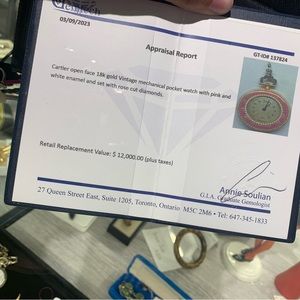 03/09/2023
Appraisal Report
GT-ID# 137824
Cartier open face 18k gold Vintage mechanical pocket watch with pink and
white enamel and set with rose cut diamonds.
Retail Replacement Value: $ 12,000.00 (plus taxes)
Annie Soulian
G.I.A. Graduate Gemologist
27 Queen Street East, Suite 1205, Toronto, Ontario M5C 2M6 • Tel: 647-345-1833